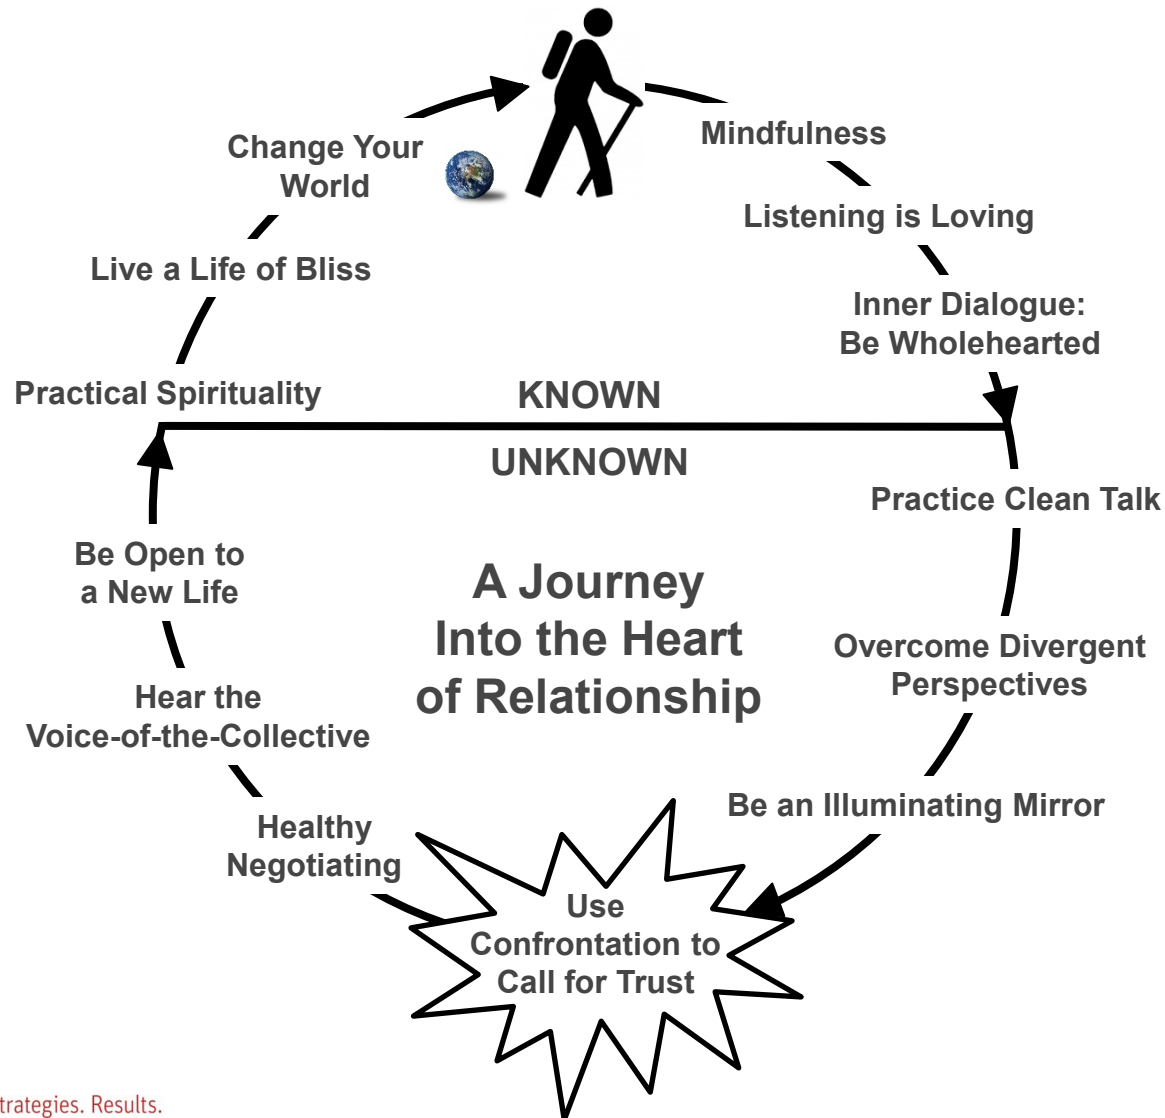 Mindfulness
Listening is Loving
Inner Dialogue:
Be Wholehearted
KNOWN
UNKNOWN
Practice Clean Talk
Overcome Divergent
Perspectives
Be an Illuminating Mirror
Use
Confrontation to
Call for Trust
Healthy
Negotiating
Hear the
Voice-of-the-Collective
Be Open to
a New Life
Practical Spirituality
Live a Life of Bliss
Change Your
World
A Journey
Into the Heart
of Relationship
trategies. Results.